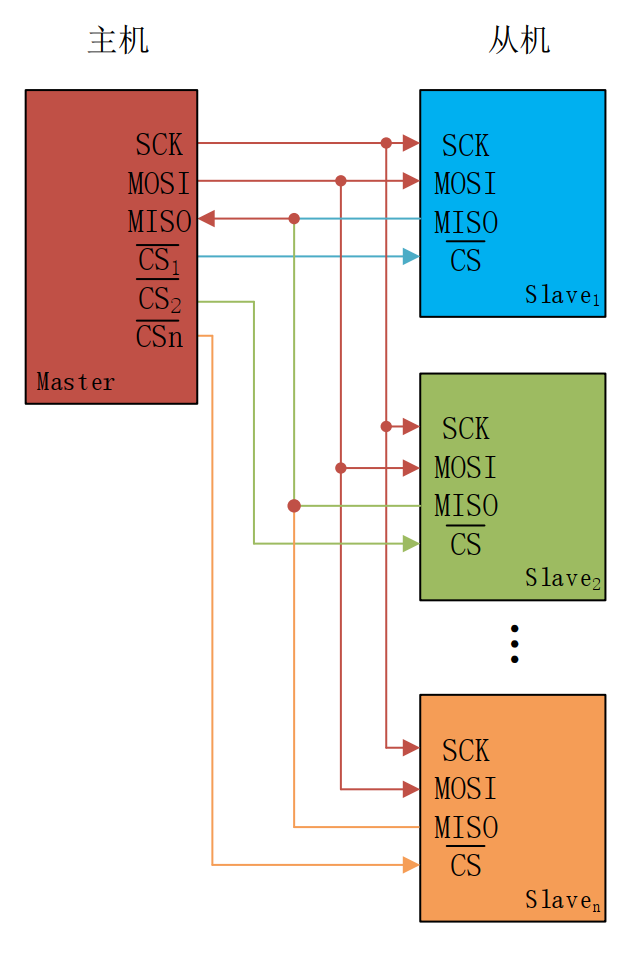 主机
从机
SCK
MOSI
MISO
CS1
CS2
CSn
Master
SCK
MOSI
MISO
CS
Slave1
SCK
MOSI
MISO
CS
Slave2
SCK
MOSI
MISO
CS
Slaven